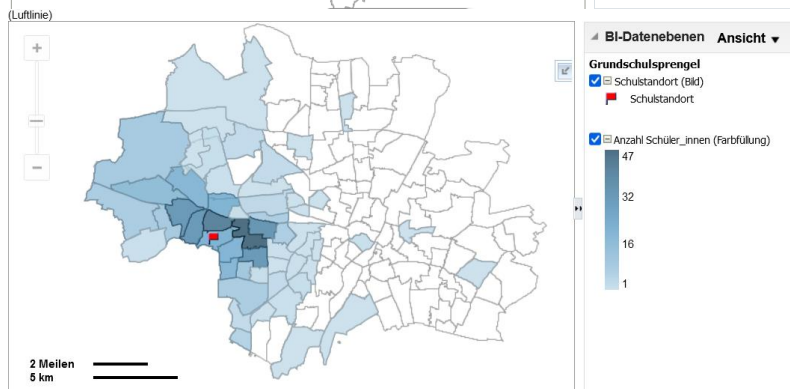 (Luftlinie)
+
−
2 Meilen
5 km
BI-Datenebenen Ansicht
Grundschulsprengel
Schulstandort (Bild)
Schulstandort
Anzahl Schüler_innen (Farbfüllung)
47
32
16
1